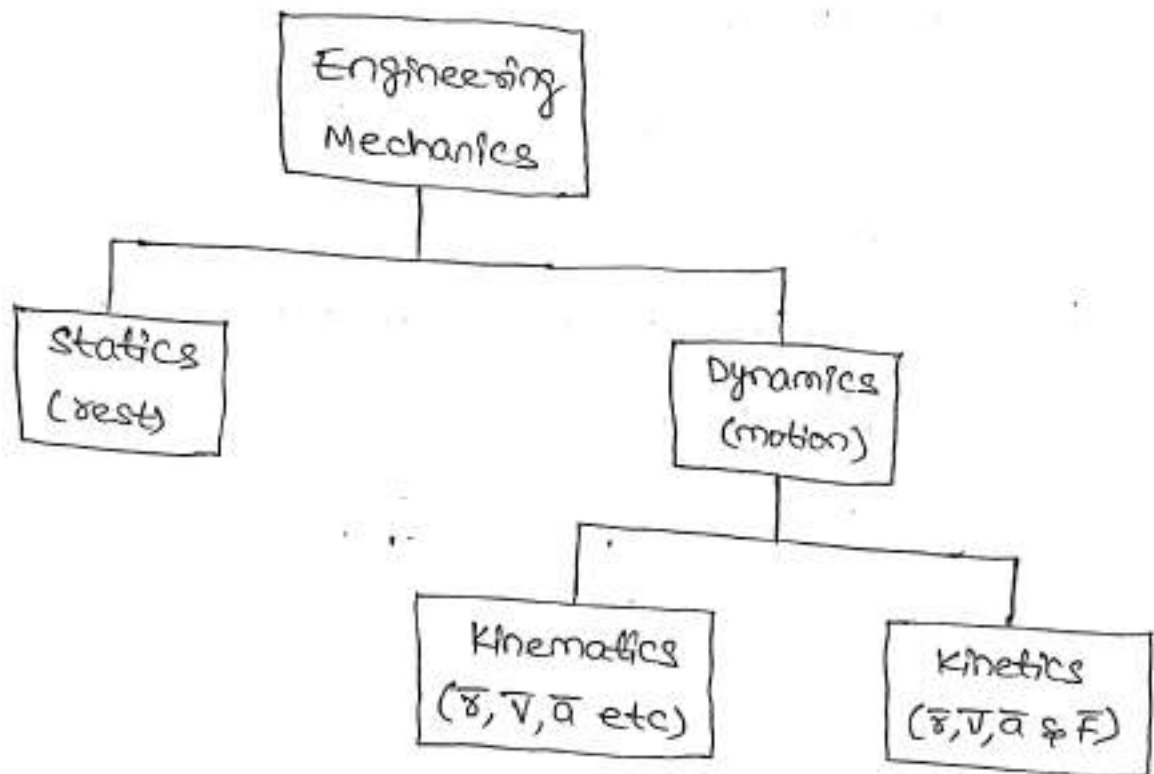 Engineering
Mechanics
Statics
(rest)
Dynamics
(motion)
Kinematics
(r̅, v̅, a̅ etc)
Kinetics
(r̅, v̅, a̅ & F̅)